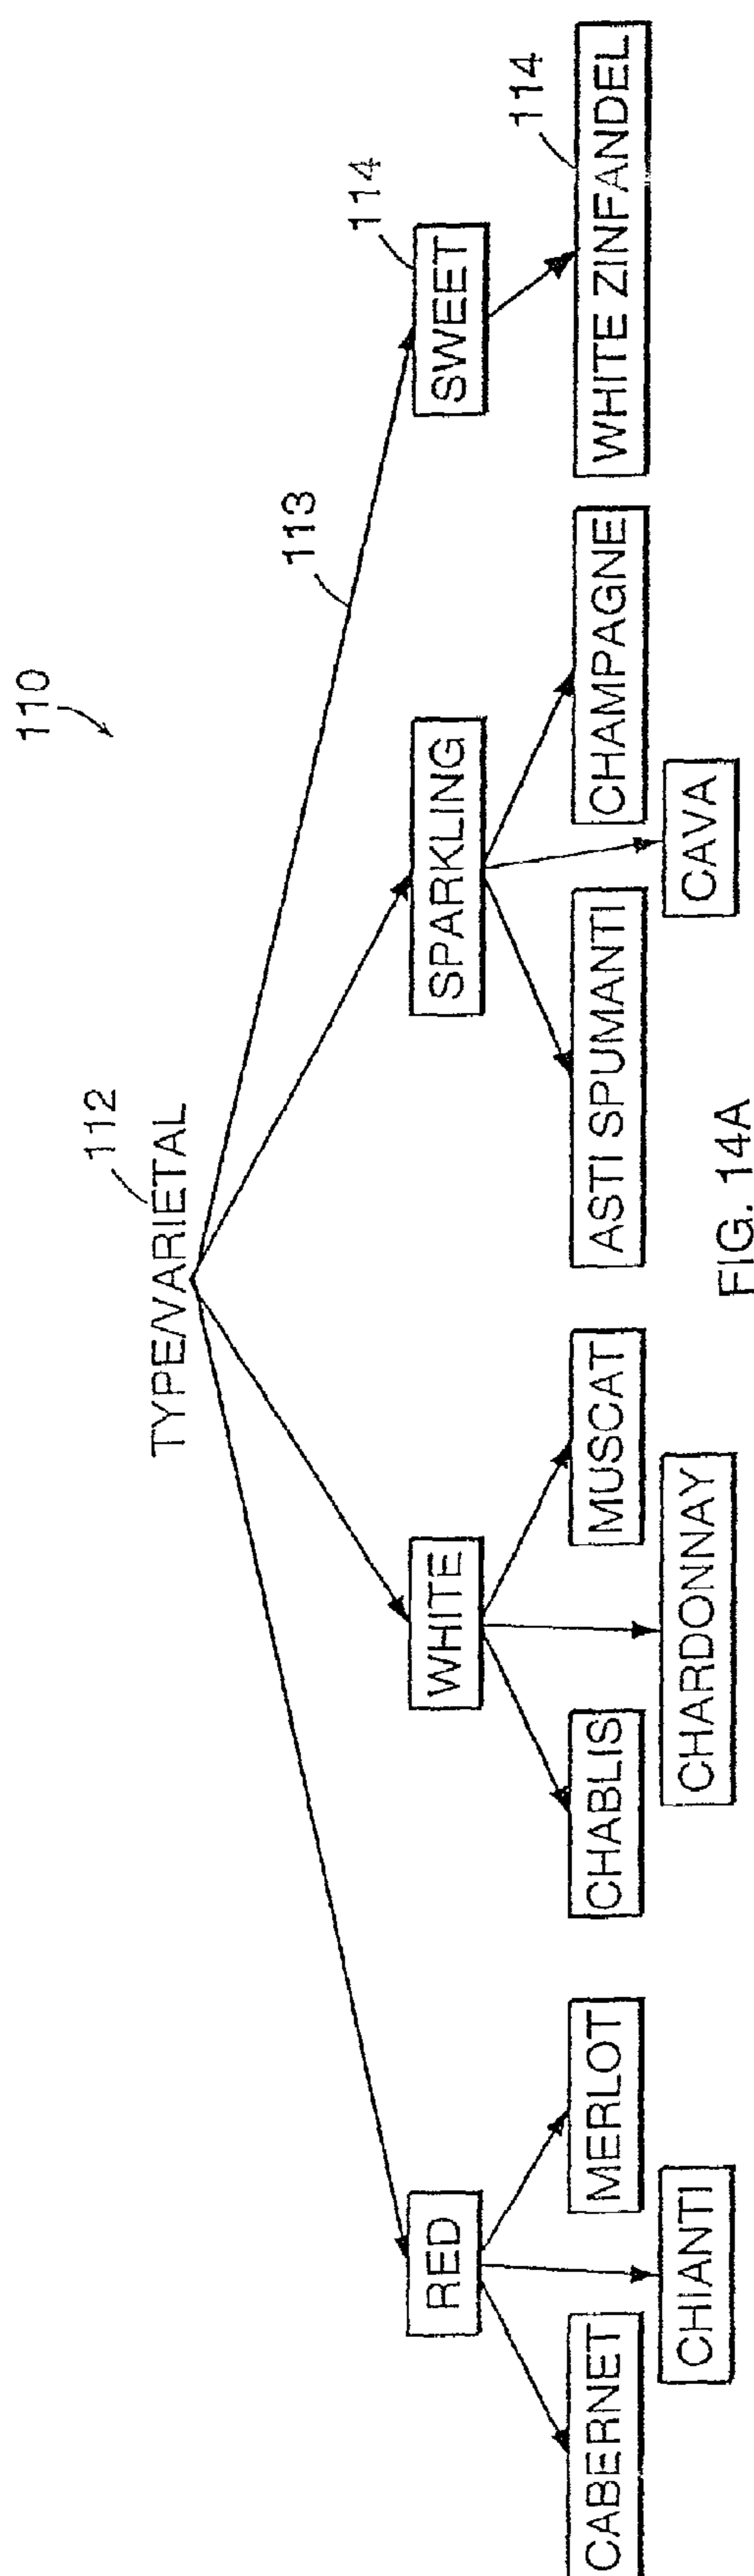 110
112
TYPE/VARIETAL
113
114
RED
WHITE
SPARKLING
SWEET
114
CABERNET
MERLOT
CHABLIS
MUSCAT
ASTI SPUMANTI
CHAMPAGNE
WHITE ZINFANDEL
CHIANTI
CHARDONNAY
CAVA
FIG. 14A